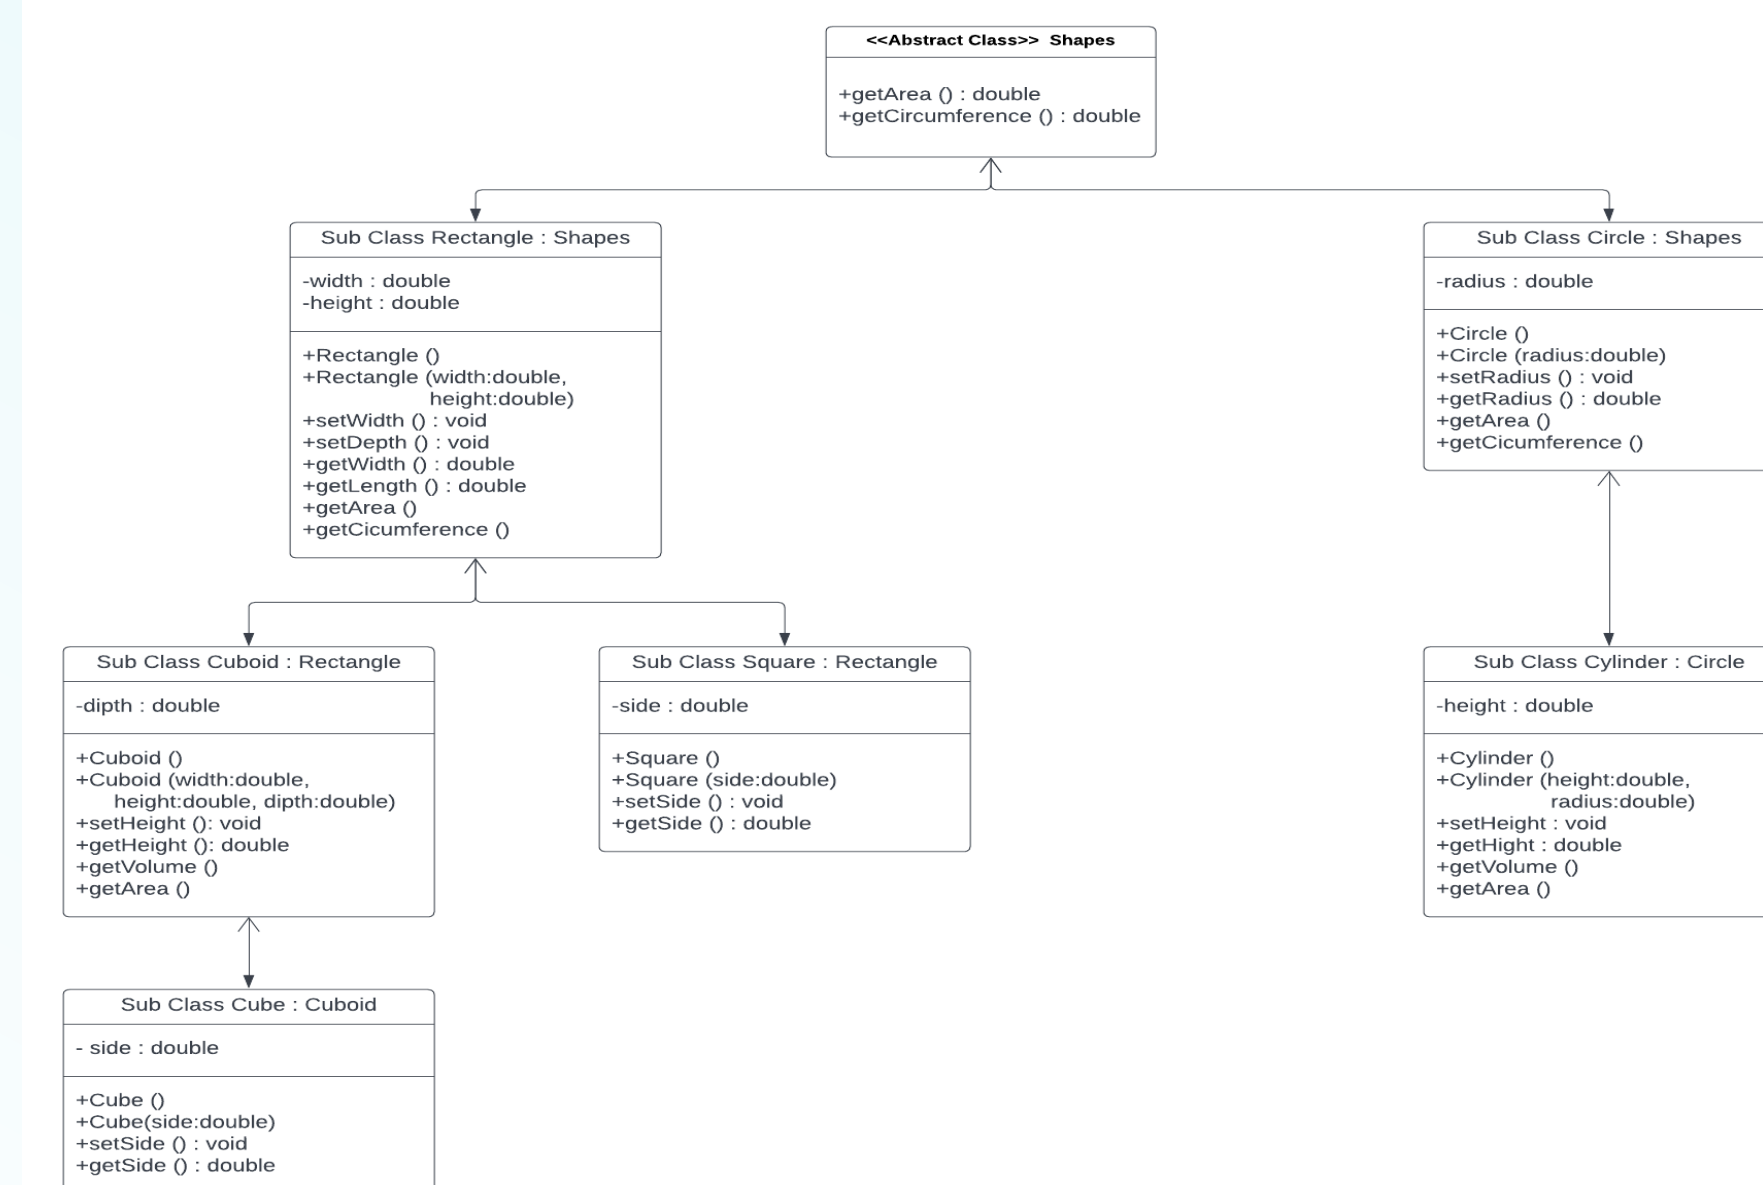 <<Abstract Class>> Shapes
+getArea () : double
+getCircumference () : double
Sub Class Rectangle : Shapes
-width : double
-height : double
+Rectangle ()
+Rectangle (width:double,
height:double)
+setWidth () : void
+setDepth () : void
+getWidth () : double
+getLength () : double
+getArea ()
+getCicumference ()
Sub Class Circle : Shapes
-radius : double
+Circle ()
+Circle (radius:double)
+setRadius () : void
+getRadius () : double
+getArea ()
+getCicumference ()
Sub Class Cuboid : Rectangle
-dipth : double
+Cuboid ()
+Cuboid (width:double,
height:double, dipth:double)
+setHeight (): void
+getHeight (): double
+getVolume ()
+getArea ()
Sub Class Square : Rectangle
-side : double
+Square ()
+Square (side:double)
+setSide () : void
+getSide () : double
Sub Class Cylinder : Circle
-height : double
+Cylinder ()
+Cylinder (height:double,
radius:double)
+setHeight : void
+getHight : double
+getVolume ()
+getArea ()
Sub Class Cube : Cuboid
- side : double
+Cube ()
+Cube(side:double)
+setSide () : void
+getSide () : double